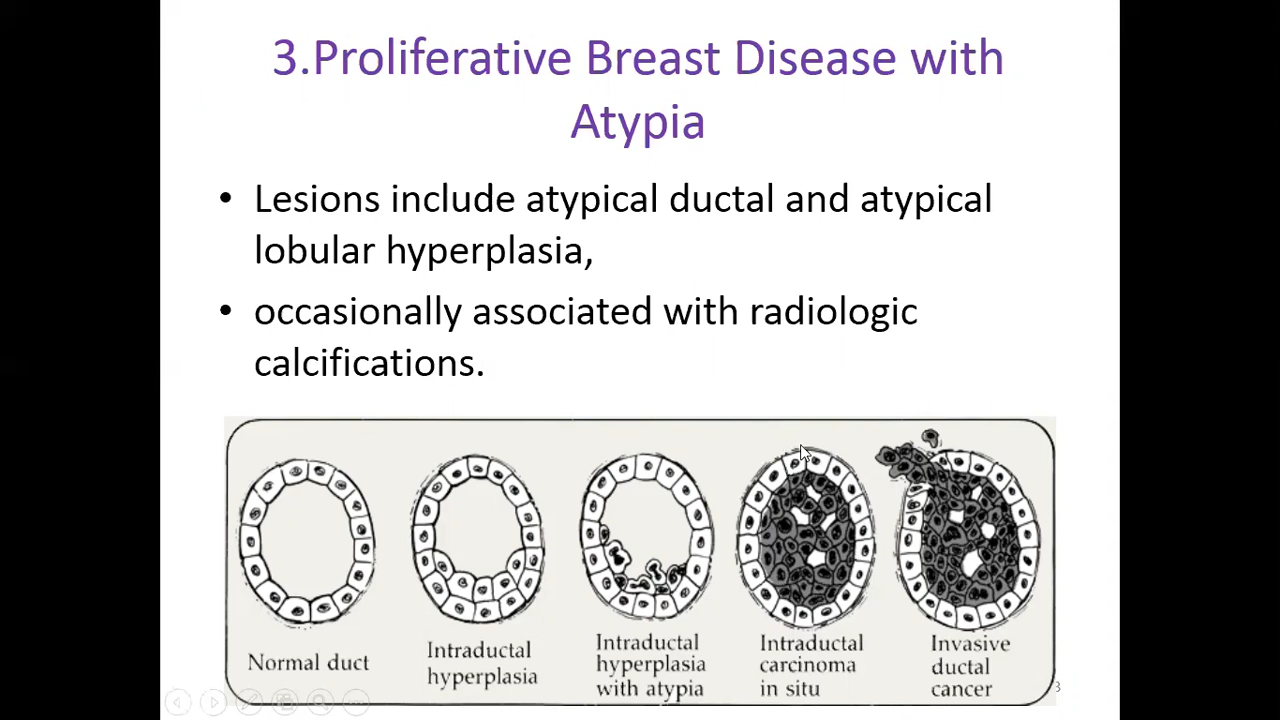 3.Proliferative Breast Disease with
Atypia
• Lesions include atypical ductal and atypical
lobular hyperplasia,
• occasionally associated with radiologic
calcifications.
Normal duct
Intraductal
hyperplasia
Intraductal
hyperplasia
with atypia
Intraductal
carcinoma
in situ
Invasive
ductal
cancer
3